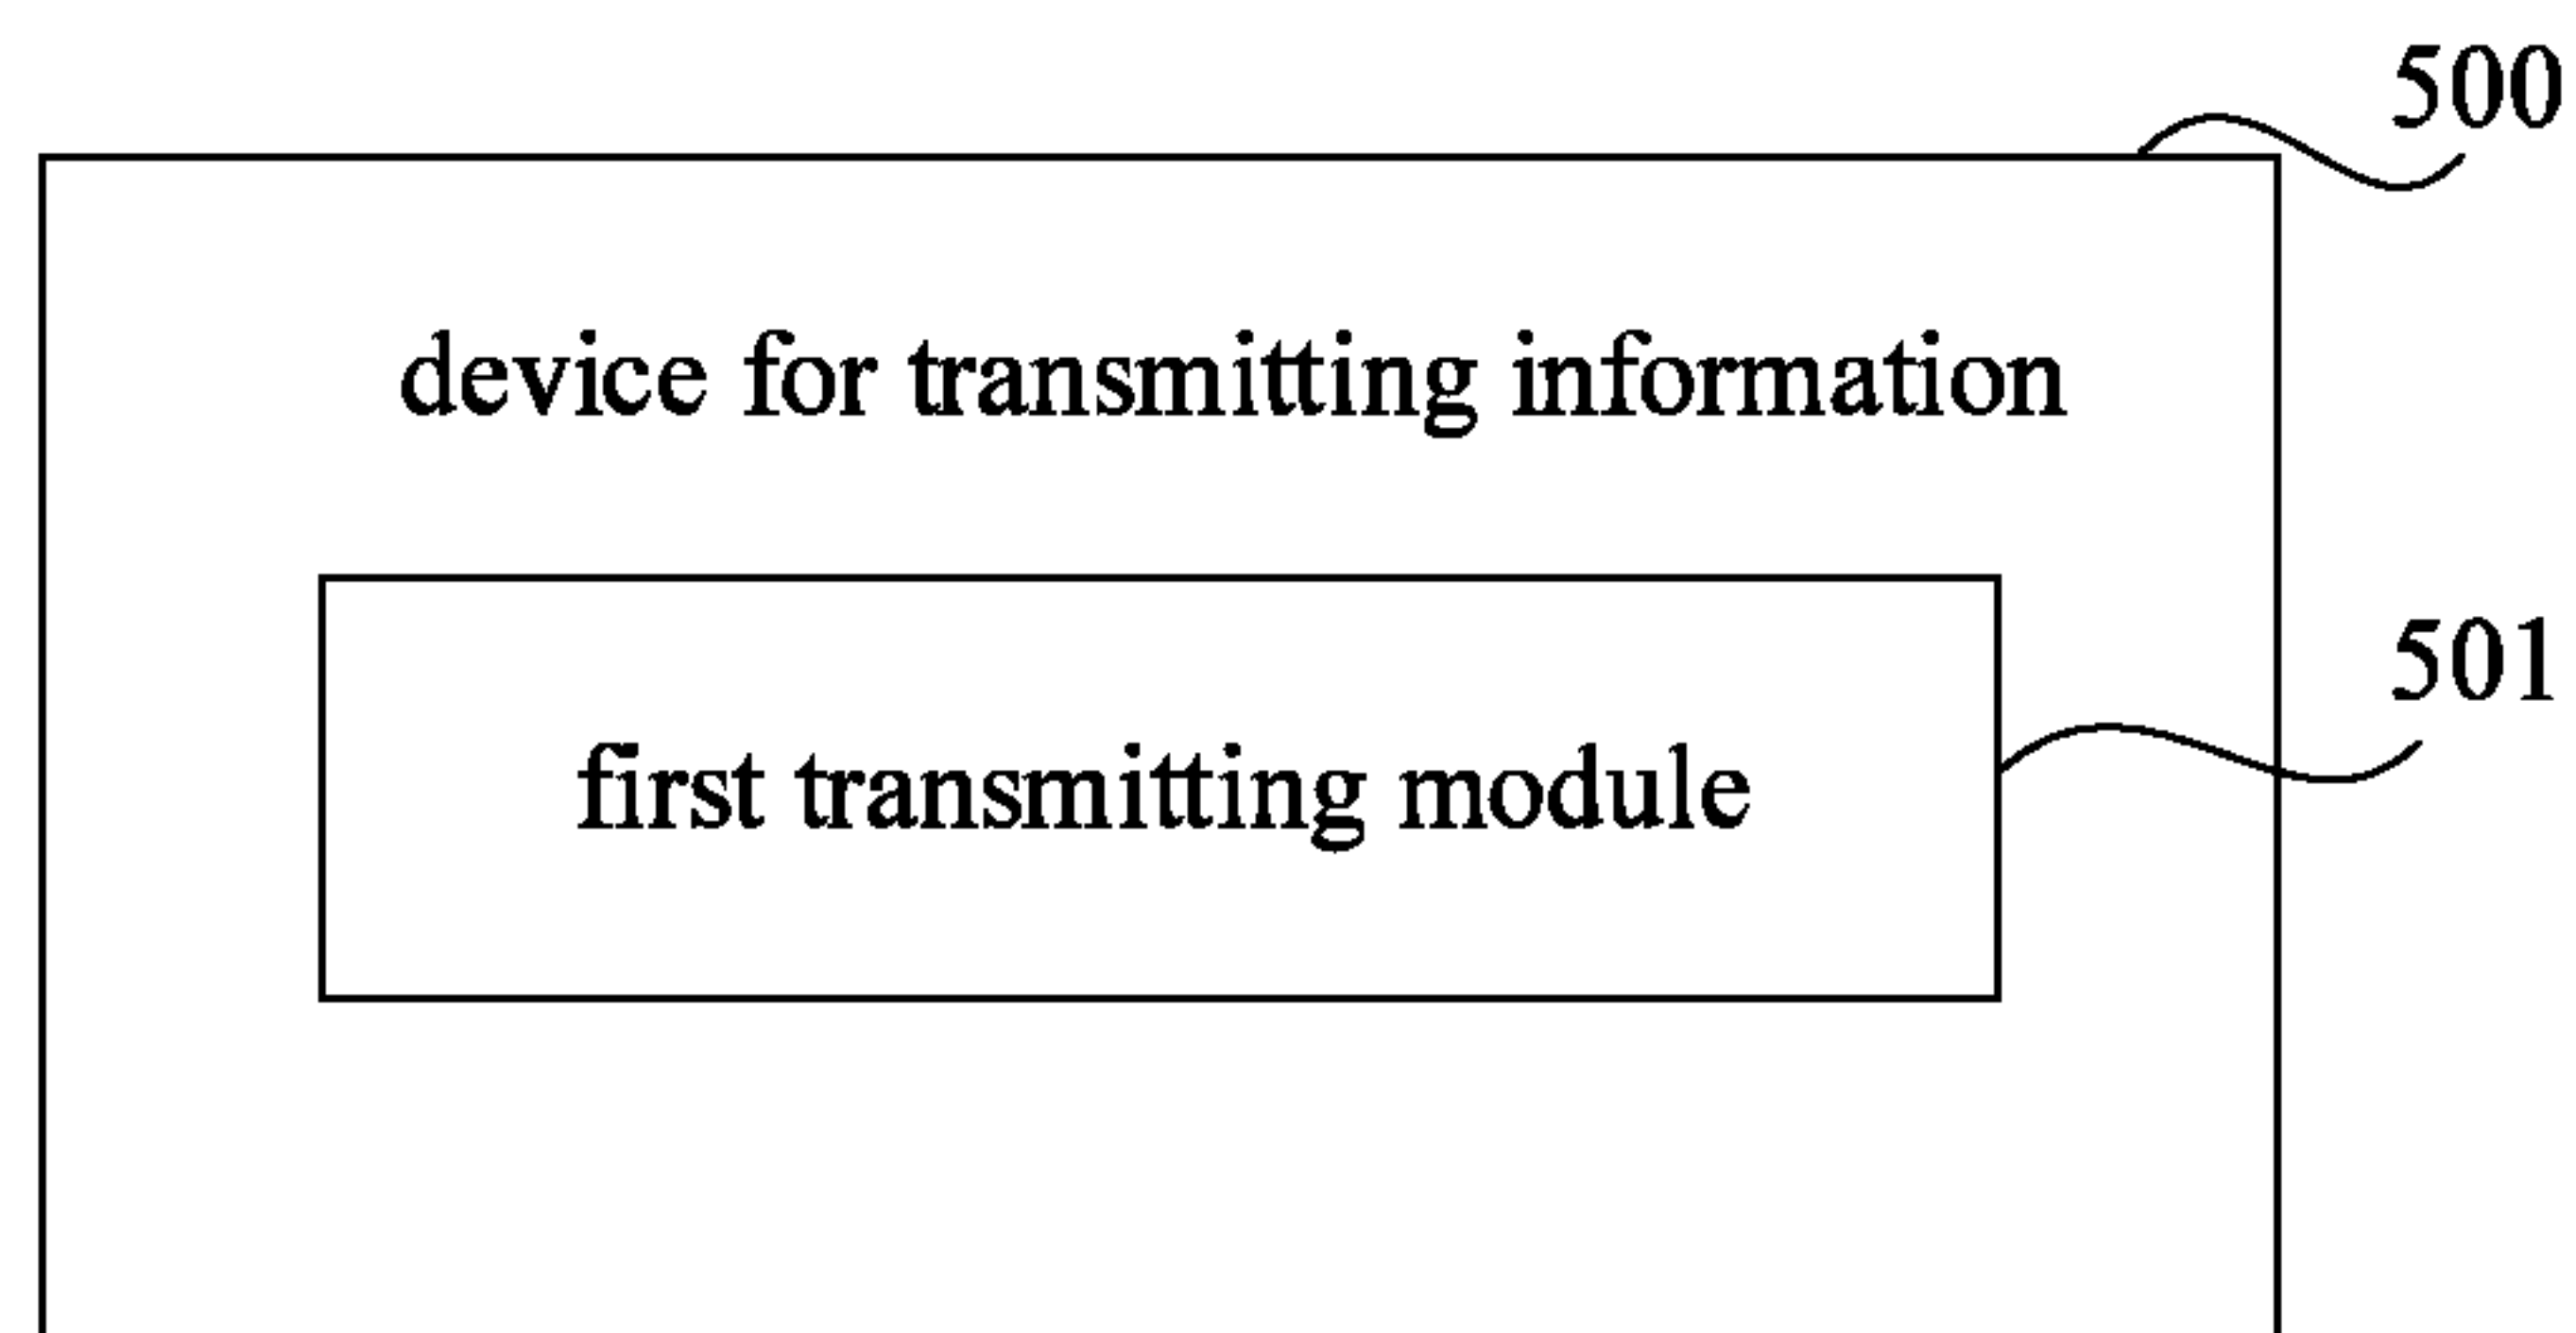 500
device for transmitting information
501
first transmitting module